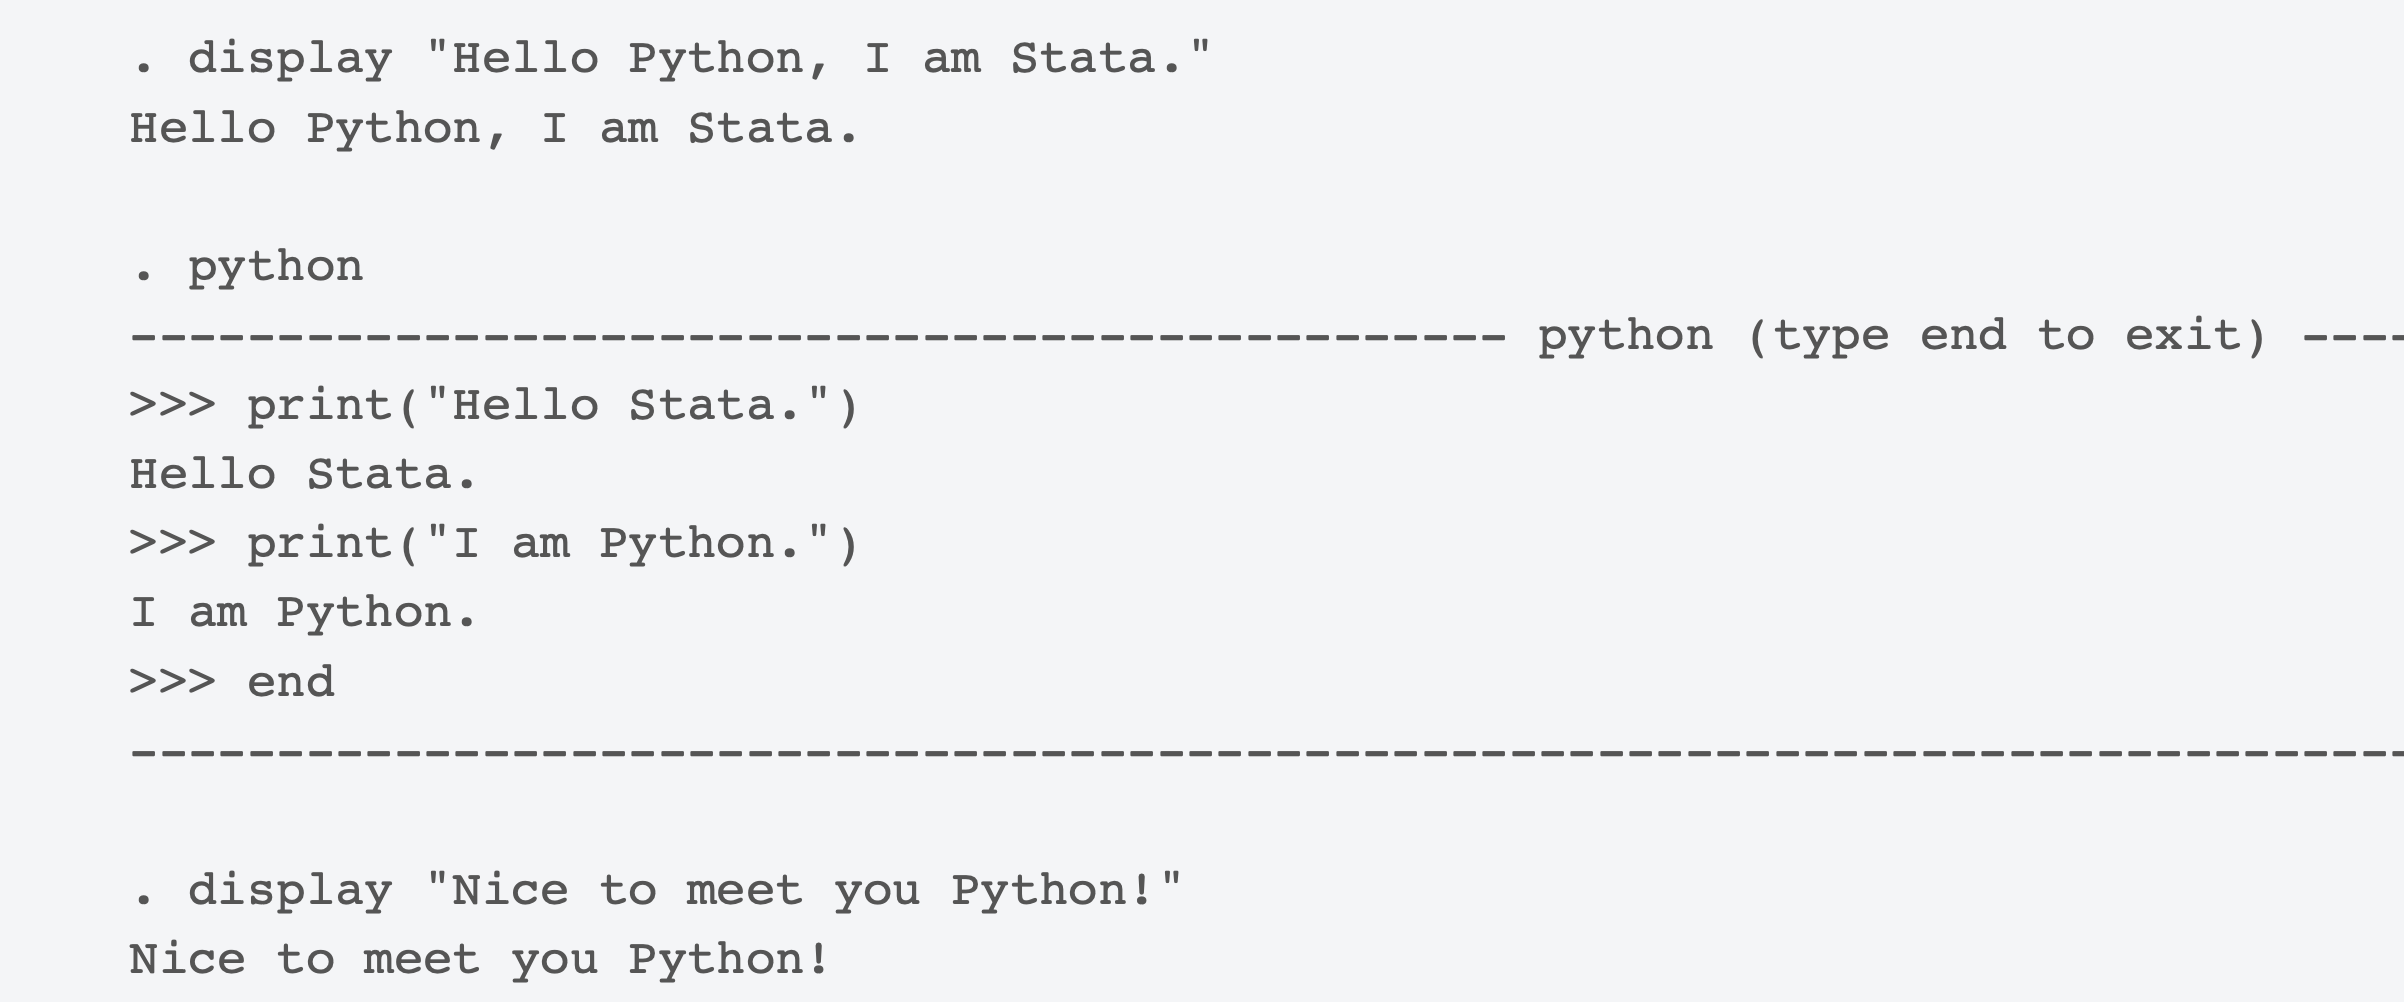 . display "Hello Python, I am Stata."
Hello Python, I am Stata.
. python
----------------------------------------------- python (type end to exit) ----
>>> print("Hello Stata.")
Hello Stata.
>>> print("I am Python.")
I am Python.
>>> end
------------------------------------------------------------------------------
. display "Nice to meet you Python!"
Nice to meet you Python!